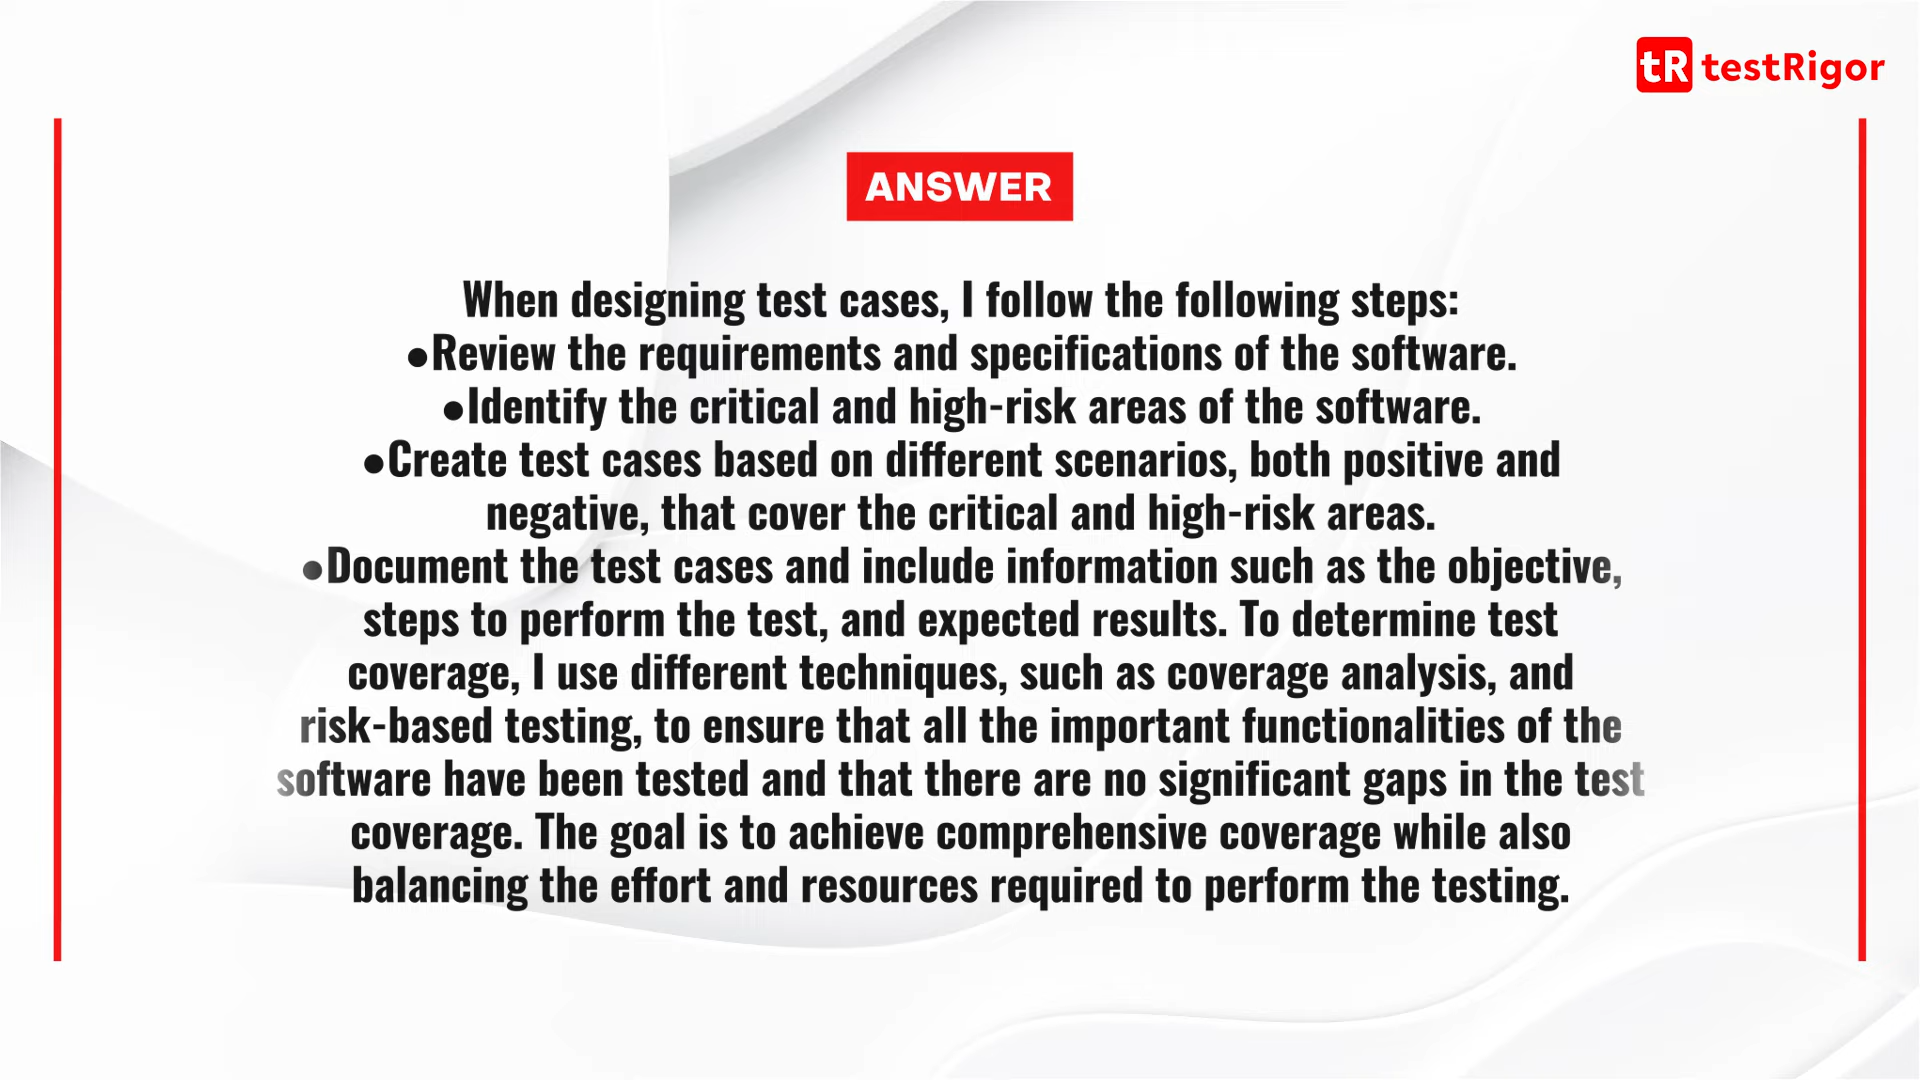 tR testRigor
ANSWER
When designing test cases, I follow the following steps:
●Review the requirements and specifications of the software.
●Identify the critical and high-risk areas of the software.
●Create test cases based on different scenarios, both positive and
negative, that cover the critical and high-risk areas.
●Document the test cases and include information such as the objective,
steps to perform the test, and expected results. To determine test
coverage, I use different techniques, such as coverage analysis, and
risk-based testing, to ensure that all the important functionalities of the
software have been tested and that there are no significant gaps in the test
coverage. The goal is to achieve comprehensive coverage while also
balancing the effort and resources required to perform the testing.